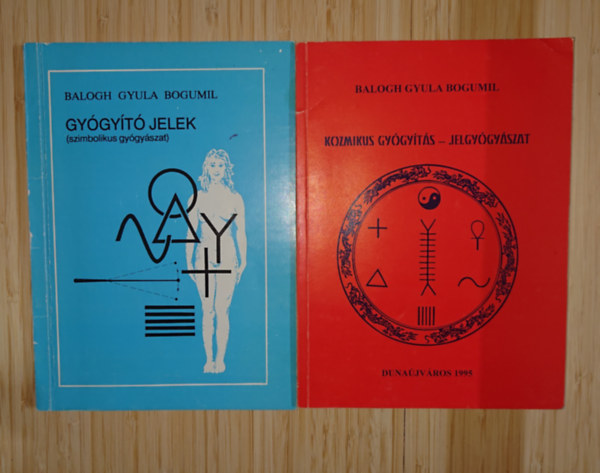 BALOGH GYULA BOGUMIL
GYÓGYÍTÓ JELEK
(szimbolikus gyógyászat)
BALOGH GYULA BOGUMIL
KOZMIKUS GYÓGYÍTÁS – JELGYÓGYÁSZAT
DUNAÚJVÁROS 1995